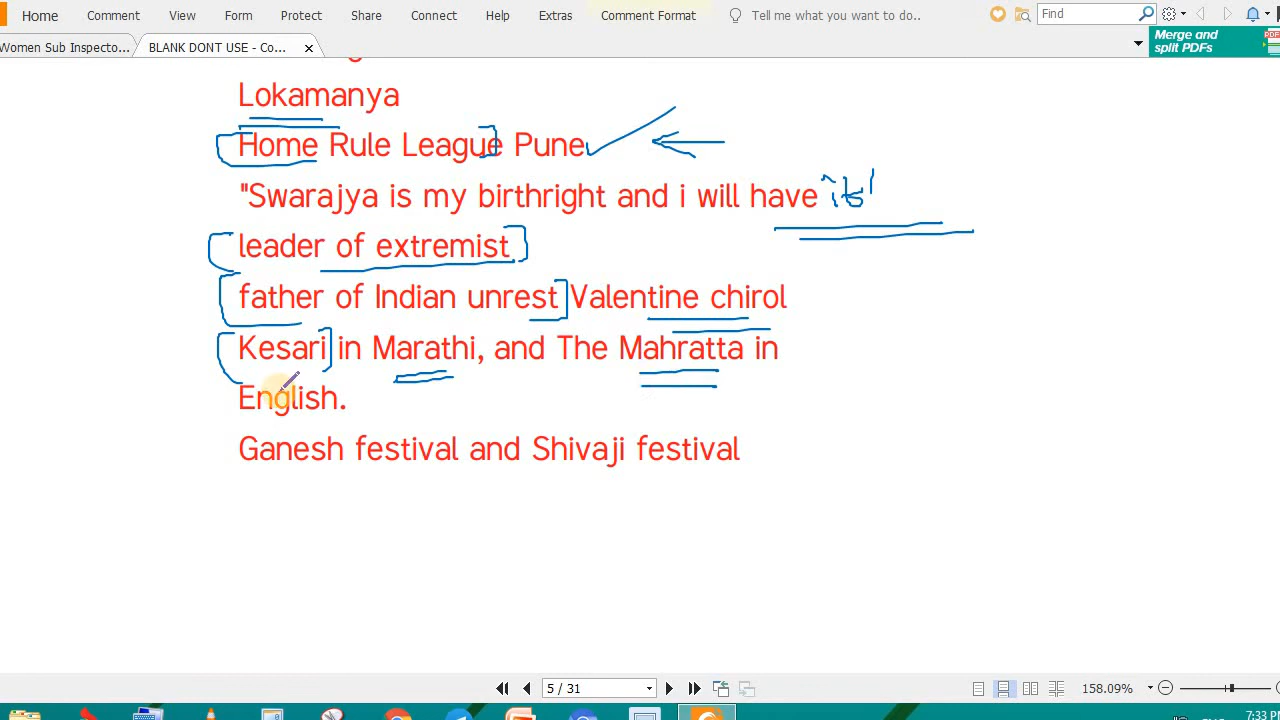 Home Comment View Form Protect Share Connect Help Extras Comment Format Tell me what you want to do.. Find
Women Sub Inspecto... BLANK DONT USE - Co... × Merge and
split PDFs
Lokamanya
Home Rule League Pune
"Swarajya is my birthright and i will have it"
leader of extremist
father of Indian unrest Valentine chirol
Kesari in Marathi, and The Mahratta in
English.
Ganesh festival and Shivaji festival
5 / 31 158.09%
7:33 P